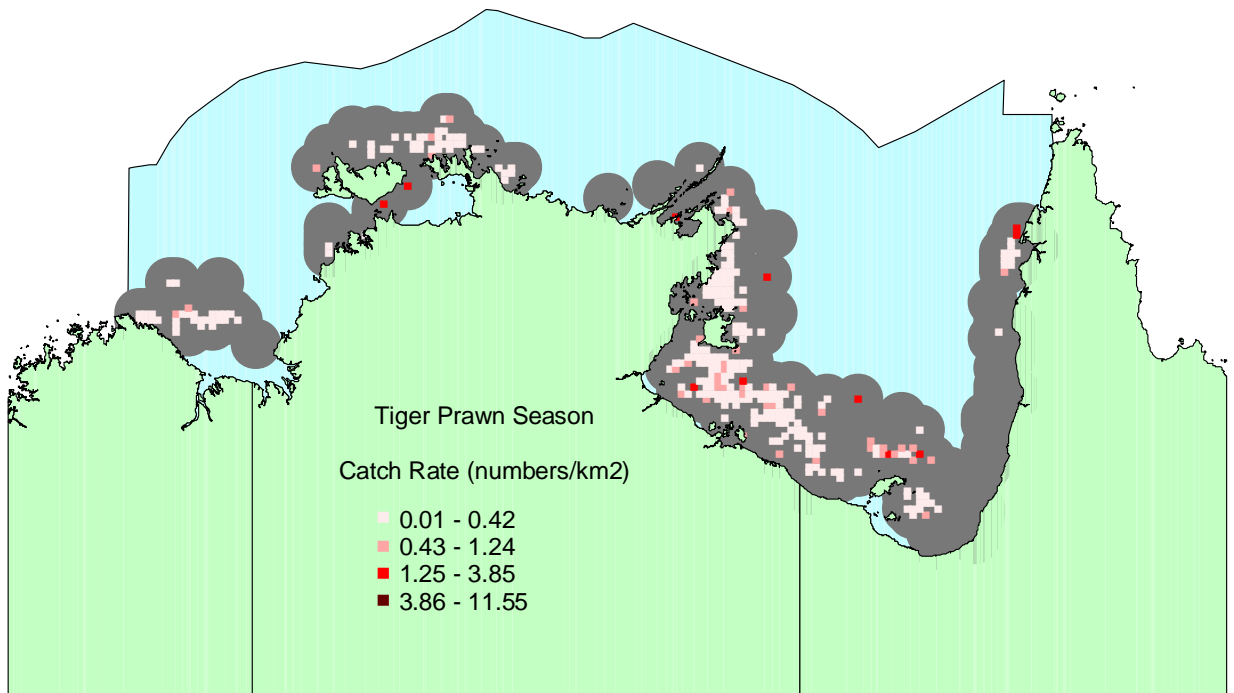 Tiger Prawn Season
Catch Rate (numbers/km2)
0.01 - 0.42
0.43 - 1.24
1.25 - 3.85
3.86 - 11.55